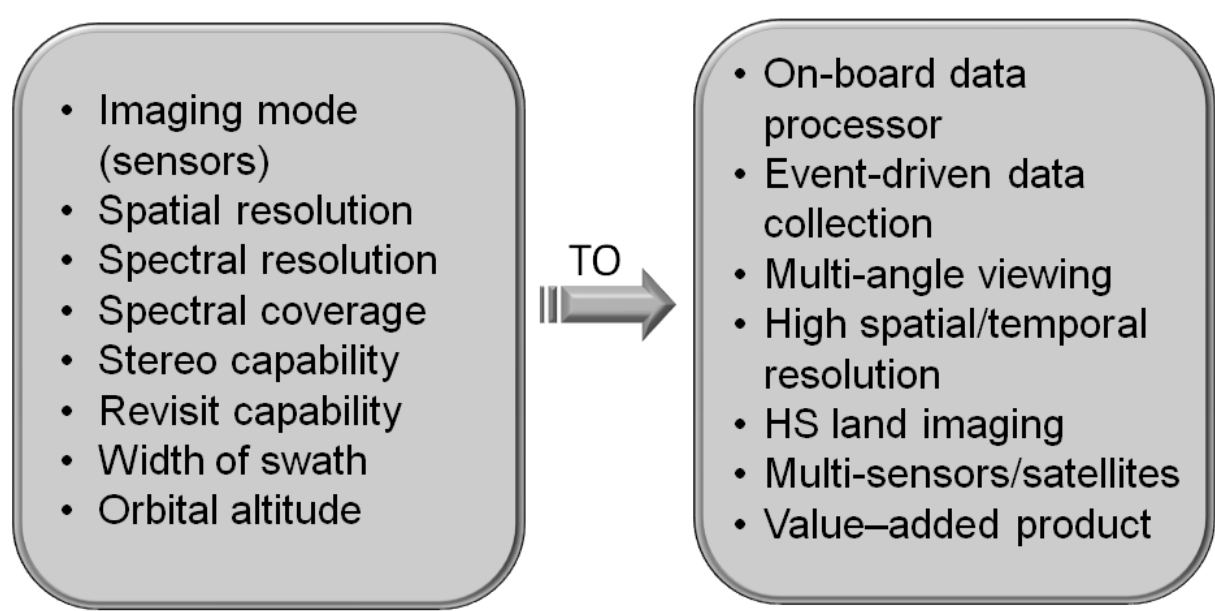 • Imaging mode
(sensors)
• Spatial resolution
• Spectral resolution
• Spectral coverage
• Stereo capability
• Revisit capability
• Width of swath
• Orbital altitude
TO
• On-board data
processor
• Event-driven data
collection
• Multi-angle viewing
• High spatial/temporal
resolution
• HS land imaging
• Multi-sensors/satellites
• Value–added product